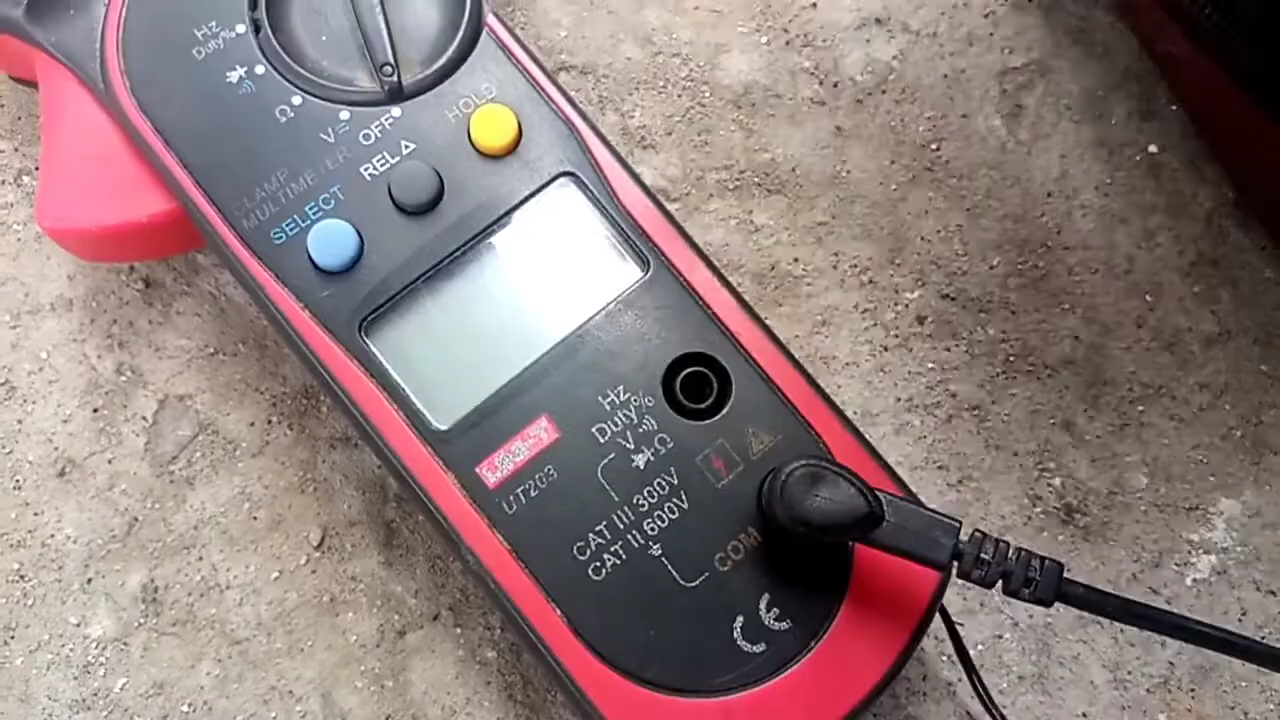 Hz
Duty%
Ω
V
OFF
HOLD
REL Δ
CLAMP
MULTIMETER
SELECT
Hz
Duty%
V
Ω
UT203
CAT III 300V
CAT II 600V
COM
CE